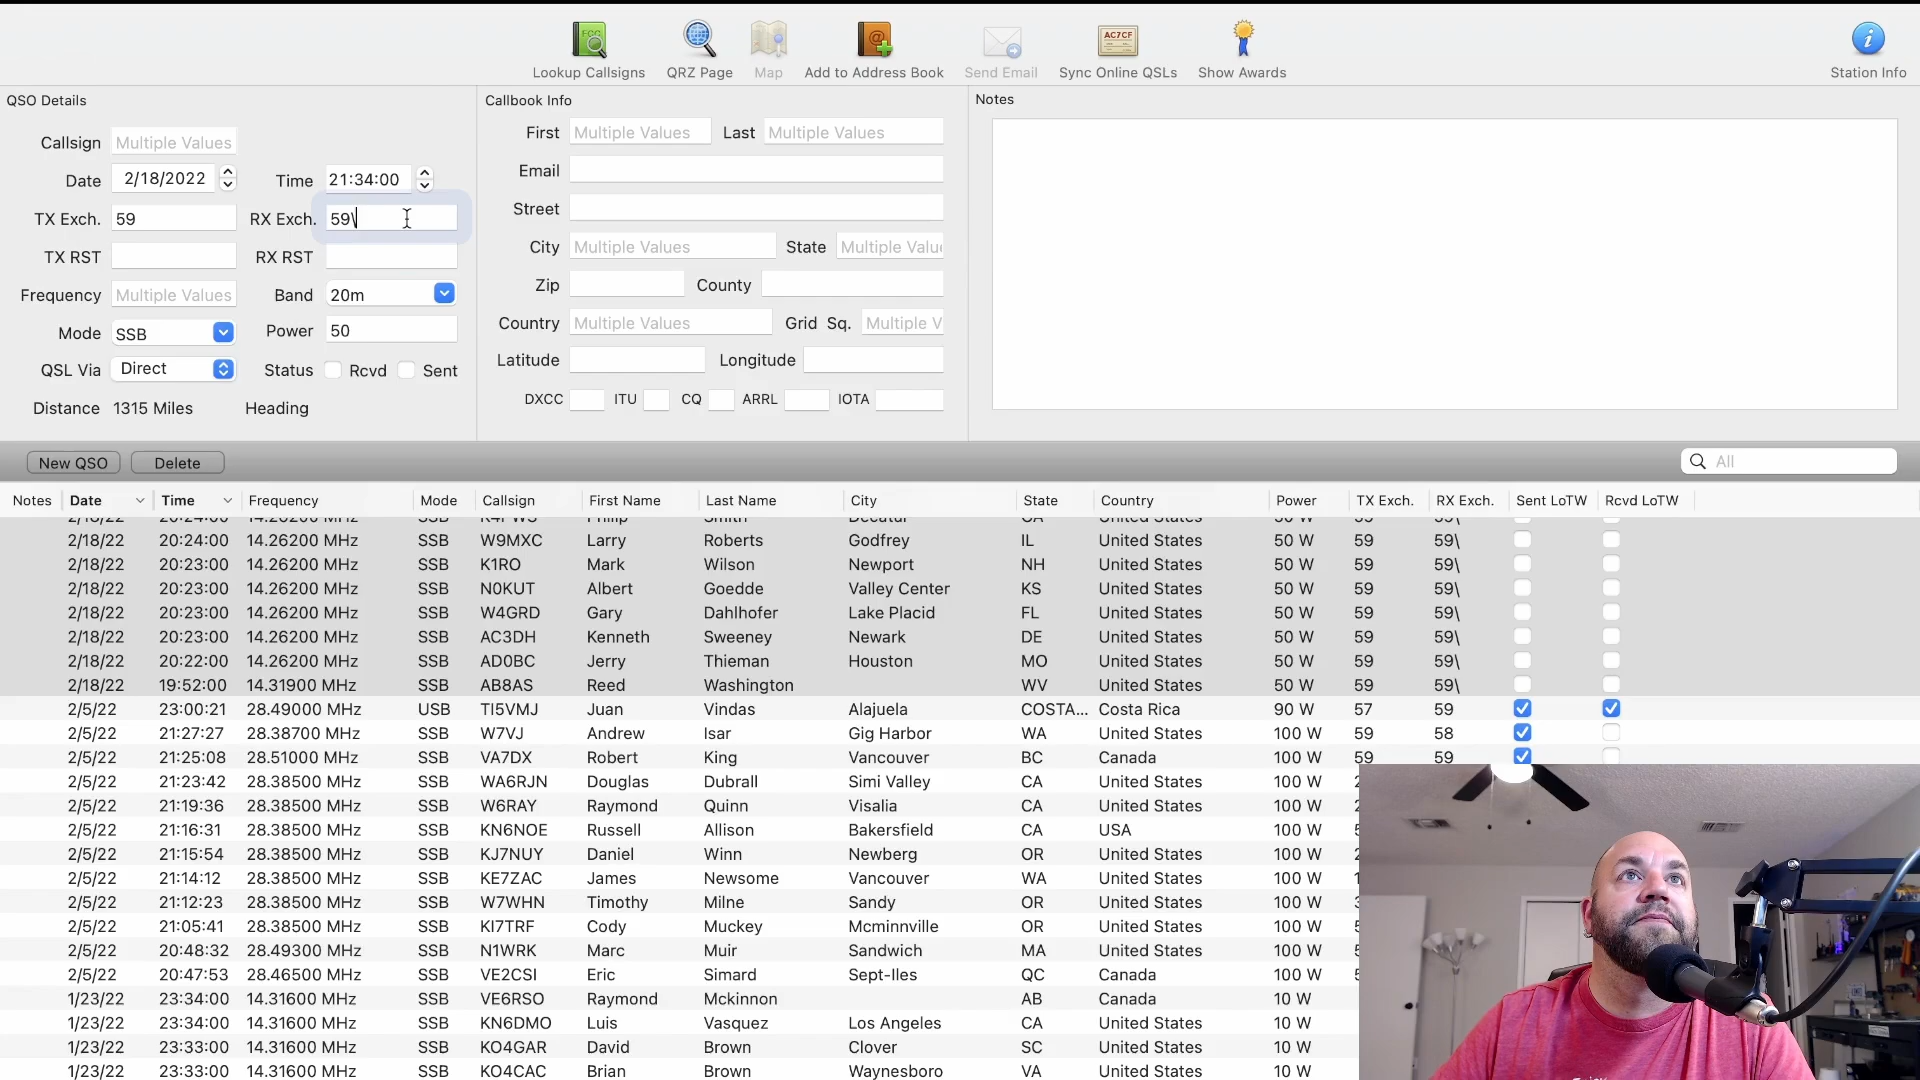 Lookup Callsigns QRZ Page Map Add to Address Book Send Email AC7CF Sync Online QSLs Show Awards Station Info
QSO Details
Callbook Info
Notes
Callsign Multiple Values
First Multiple Values Last Multiple Values
Date 2/18/2022 Time 21:34:00
Email
TX Exch. 59 RX Exch. 59\
Street
TX RST RX RST
City Multiple Values State Multiple Valu
Frequency Multiple Values Band 20m
Zip County
Mode SSB Power 50
Country Multiple Values Grid Sq. Multiple V
QSL Via Direct Status Rcvd Sent
Latitude Longitude
Distance 1315 Miles Heading
DXCC ITU CQ ARRL IOTA
New QSO Delete All
Notes Date Time Frequency Mode Callsign First Name Last Name City State Country Power TX Exch. RX Exch. Sent LoTW Rcvd LoTW
2/18/22 20:24:00 14.26200 MHz SSB W9MXC Larry Roberts Godfrey IL United States 50 W 59 59\
2/18/22 20:23:00 14.26200 MHz SSB K1RO Mark Wilson Newport NH United States 50 W 59 59\
2/18/22 20:23:00 14.26200 MHz SSB N0KUT Albert Goedde Valley Center KS United States 50 W 59 59\
2/18/22 20:23:00 14.26200 MHz SSB W4GRD Gary Dahlhofer Lake Placid FL United States 50 W 59 59\
2/18/22 20:23:00 14.26200 MHz SSB AC3DH Kenneth Sweeney Newark DE United States 50 W 59 59\
2/18/22 20:22:00 14.26200 MHz SSB AD0BC Jerry Thieman Houston MO United States 50 W 59 59\
2/18/22 19:52:00 14.31900 MHz SSB AB8AS Reed Washington WV United States 50 W 59 59\
2/5/22 23:00:21 28.49000 MHz USB TI5VMJ Juan Vindas Alajuela COSTA... Costa Rica 90 W 57 59
2/5/22 21:27:27 28.38700 MHz SSB W7VJ Andrew Isar Gig Harbor WA United States 100 W 59 58
2/5/22 21:25:08 28.51000 MHz SSB VA7DX Robert King Vancouver BC Canada 100 W 59 59
2/5/22 21:23:42 28.38500 MHz SSB WA6RJN Douglas Dubrall Simi Valley CA United States 100 W
2/5/22 21:19:36 28.38500 MHz SSB W6RAY Raymond Quinn Visalia CA United States 100 W
2/5/22 21:16:31 28.38500 MHz SSB KN6NOE Russell Allison Bakersfield CA USA 100 W
2/5/22 21:15:54 28.38500 MHz SSB KJ7NUY Daniel Winn Newberg OR United States 100 W
2/5/22 21:14:12 28.38500 MHz SSB KE7ZAC James Newsome Vancouver WA United States 100 W
2/5/22 21:12:23 28.38500 MHz SSB W7WHN Timothy Milne Sandy OR United States 100 W
2/5/22 21:05:41 28.38500 MHz SSB KI7TRF Cody Muckey Mcminnville OR United States 100 W
2/5/22 20:48:32 28.49300 MHz SSB N1WRK Marc Muir Sandwich MA United States 100 W
2/5/22 20:47:53 28.46500 MHz SSB VE2CSI Eric Simard Sept-Iles QC Canada 100 W
1/23/22 23:34:00 14.31600 MHz SSB VE6RSO Raymond Mckinnon AB Canada 10 W
1/23/22 23:34:00 14.31600 MHz SSB KN6DMO Luis Vasquez Los Angeles CA United States 10 W
1/23/22 23:33:00 14.31600 MHz SSB KO4GAR David Brown Clover SC United States 10 W
1/23/22 23:33:00 14.31600 MHz SSB KO4CAC Brian Brown Waynesboro VA United States 10 W